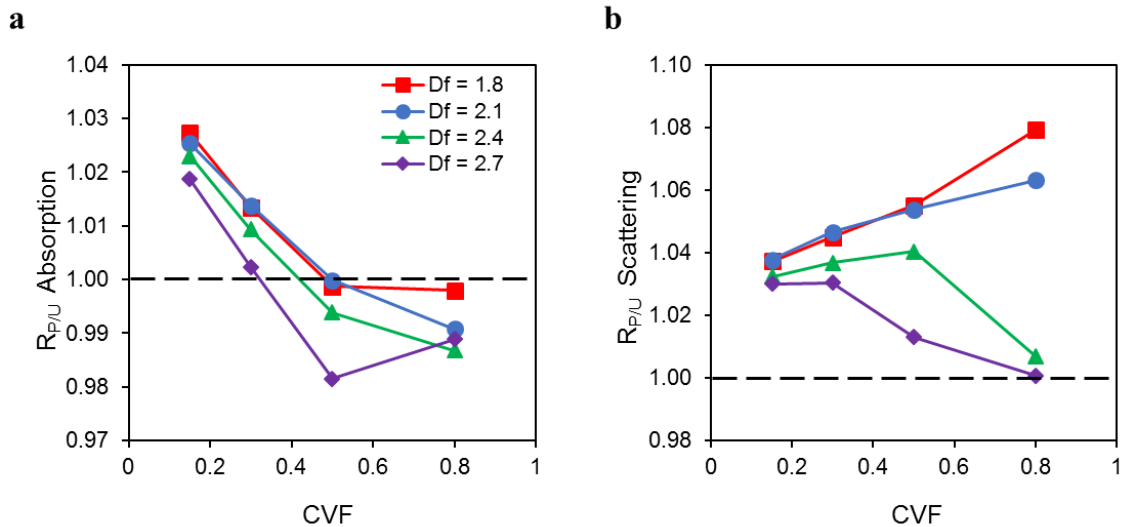 a
1.04
1.03
1.02
1.01
1.00
0.99
0.98
0.97
R_P/U Absorption
Df = 1.8
Df = 2.1
Df = 2.4
Df = 2.7
0 0.2 0.4 0.6 0.8 1
CVF
b
1.10
1.08
1.06
1.04
1.02
1.00
0.98
R_P/U Scattering
0 0.2 0.4 0.6 0.8 1
CVF